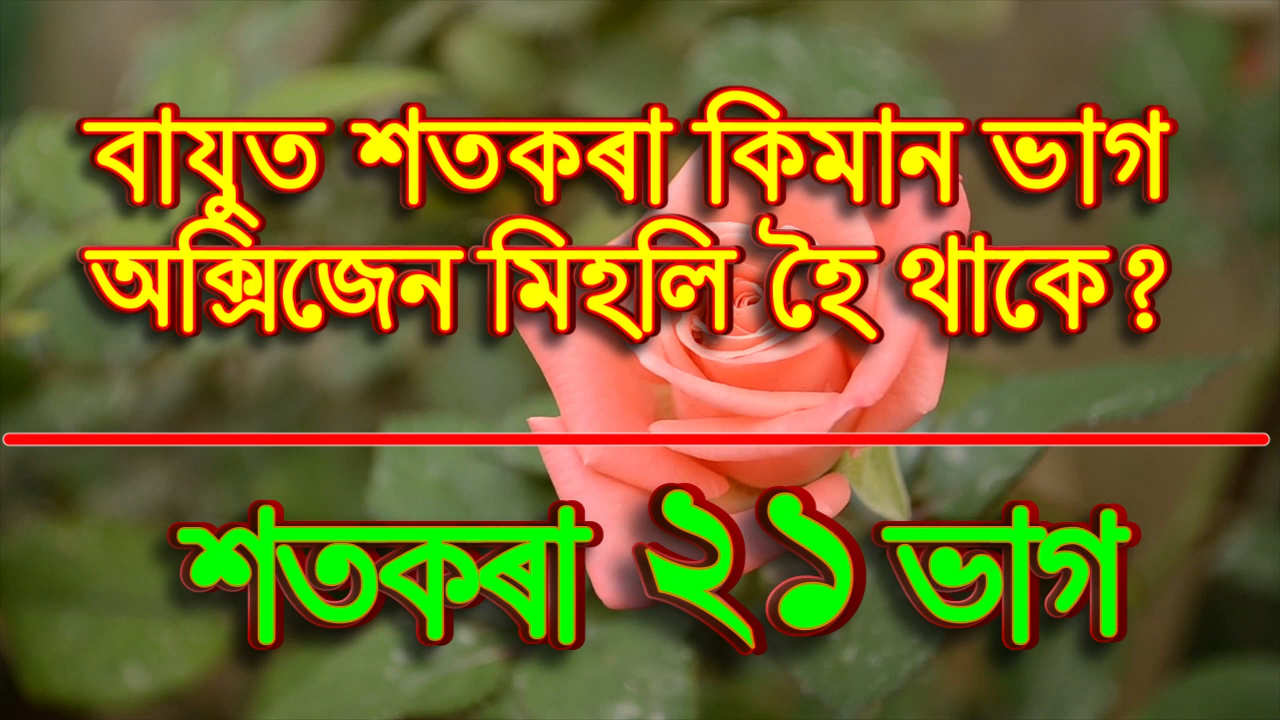 বাযুত শতকৰা কিমান ভাগ
অক্সিজেন মিহলি হৈ থাকে?
শতকৰা ২১ ভাগ